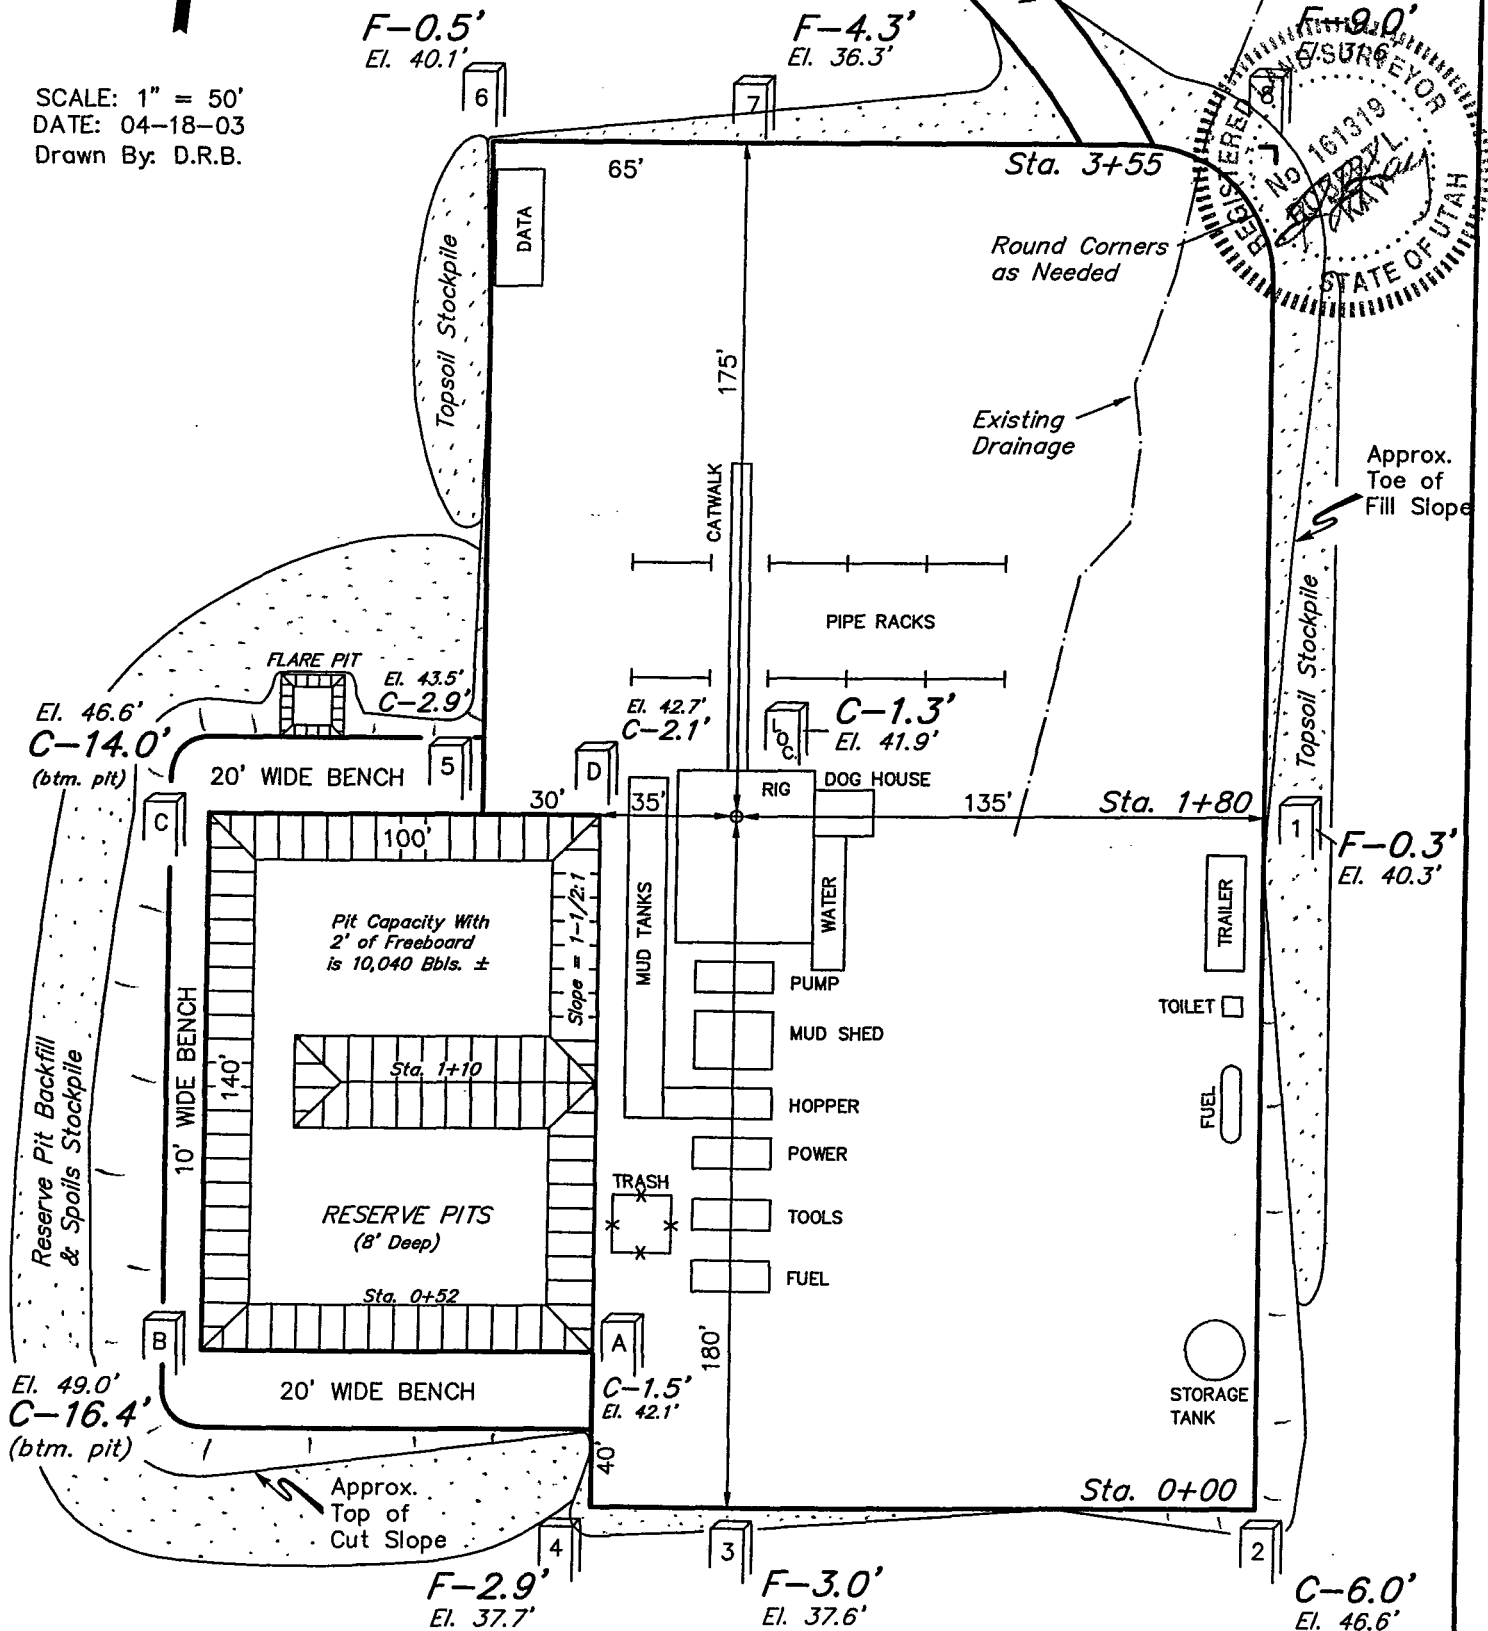 F-0.5'
El. 40.1'
F-4.3'
El. 36.3'
F-9.0'
El. 31.6'
SCALE: 1" = 50'
DATE: 04-18-03
Drawn By: D.R.B.
6
7
8
REGISTERED LAND SURVEYOR
No 161319
ROBERT L.
KAY
STATE OF UTAH
65'
Sta. 3+55
DATA
Topsoil Stockpile
Round Corners
as Needed
175'
Existing
Drainage
Approx.
Toe of
Fill Slope
CATWALK
PIPE RACKS
Topsoil Stockpile
FLARE PIT
El. 43.5'
C-2.9'
El. 42.7'
C-2.1'
LOC.
C-1.3'
El. 41.9'
El. 46.6'
C-14.0'
(btm. pit)
20' WIDE BENCH
5
D
C
RIG
DOG HOUSE
30'
35'
135'
Sta. 1+80
1
F-0.3'
El. 40.3'
100'
Pit Capacity With
2' of Freeboard
is 10,040 Bbls. ±
Slope = 1-1/2:1
MUD TANKS
WATER
TRAILER
PUMP
TOILET
MUD SHED
10' WIDE BENCH
140'
Sta. 1+10
HOPPER
FUEL
Reserve Pit Backfill
& Spoils Stockpile
POWER
TRASH
RESERVE PITS
(8' Deep)
TOOLS
FUEL
Sta. 0+52
B
A
180'
El. 49.0'
C-16.4'
(btm. pit)
20' WIDE BENCH
C-1.5'
El. 42.1'
STORAGE
TANK
40'
Sta. 0+00
Approx.
Top of
Cut Slope
4
3
2
F-2.9'
El. 37.7'
F-3.0'
El. 37.6'
C-6.0'
El. 46.6'